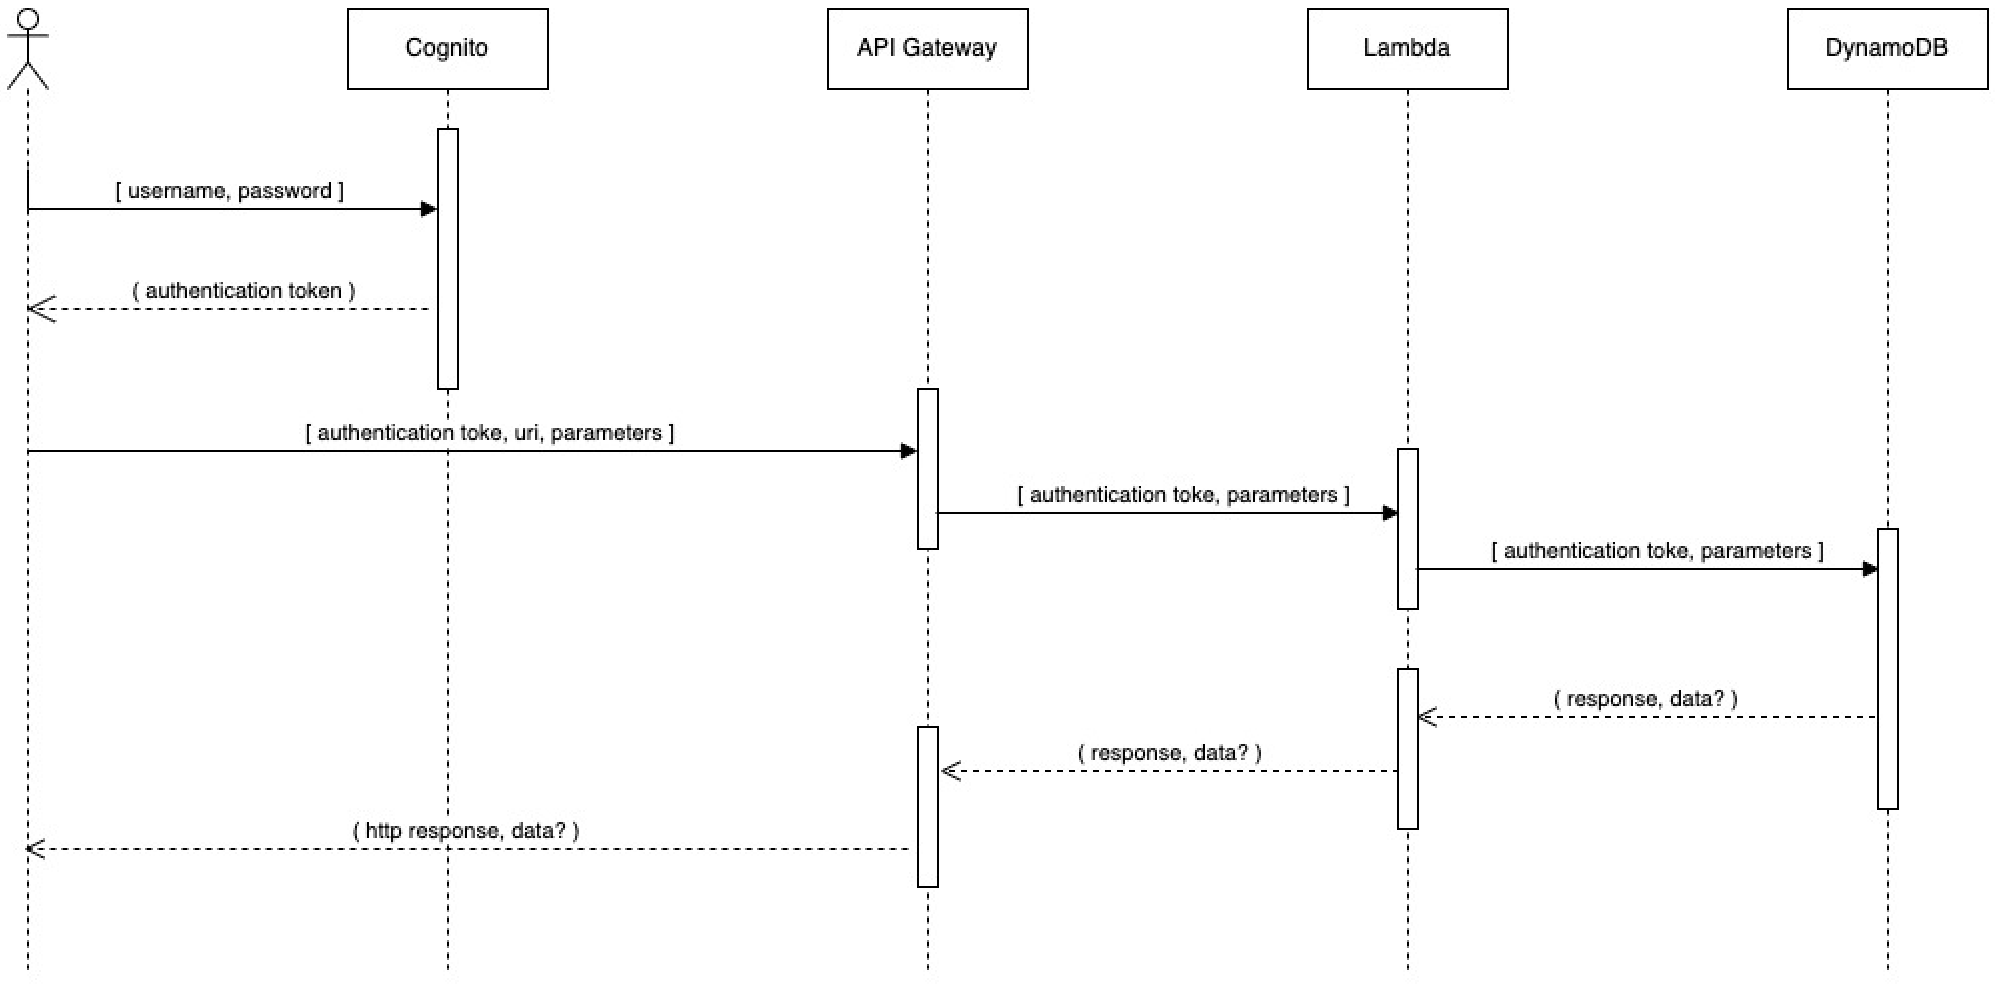 Cognito
API Gateway
Lambda
DynamoDB
[ username, password ]
( authentication token )
[ authentication toke, uri, parameters ]
[ authentication toke, parameters ]
[ authentication toke, parameters ]
( response, data? )
( response, data? )
( http response, data? )